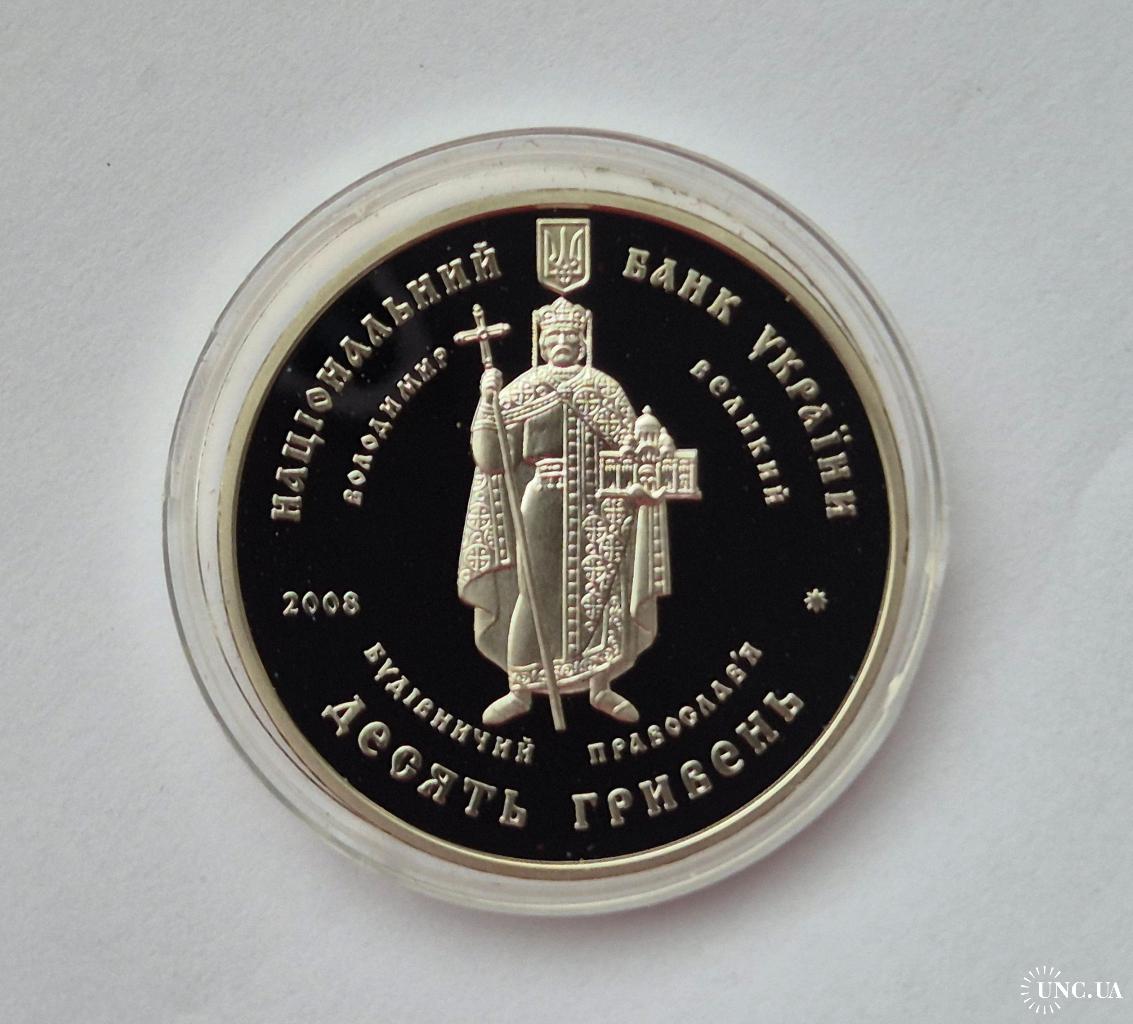 НАЦІОНАЛЬНИЙ БАНК УКРАЇНИ
ВОЛОДИМИР ВЕЛИКИЙ
2008
БУДІВНИЧИЙ ПРАВОСЛАВ'Я
ДЕСЯТЬ ГРИВЕНЬ
UNC.UA